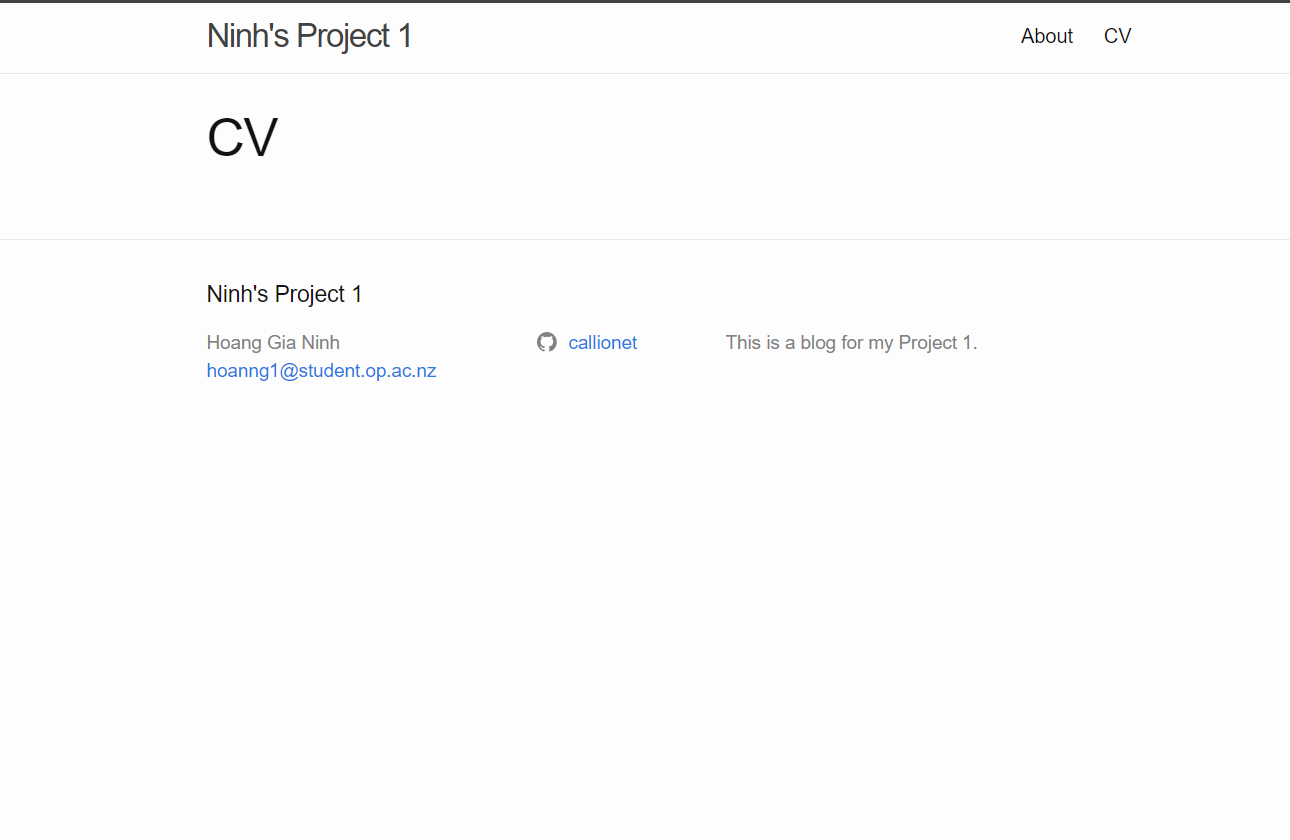 Ninh's Project 1
About CV
CV
Ninh's Project 1
Hoang Gia Ninh
hoanng1@student.op.ac.nz
callionet
This is a blog for my Project 1.